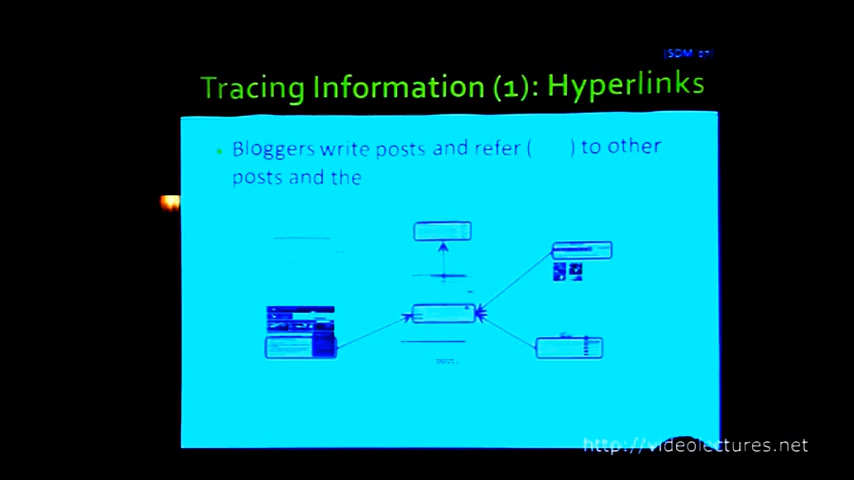 [SDM 07]
Tracing Information (1): Hyperlinks
• Bloggers write posts and refer ( ) to other
posts and the
http://videolectures.net